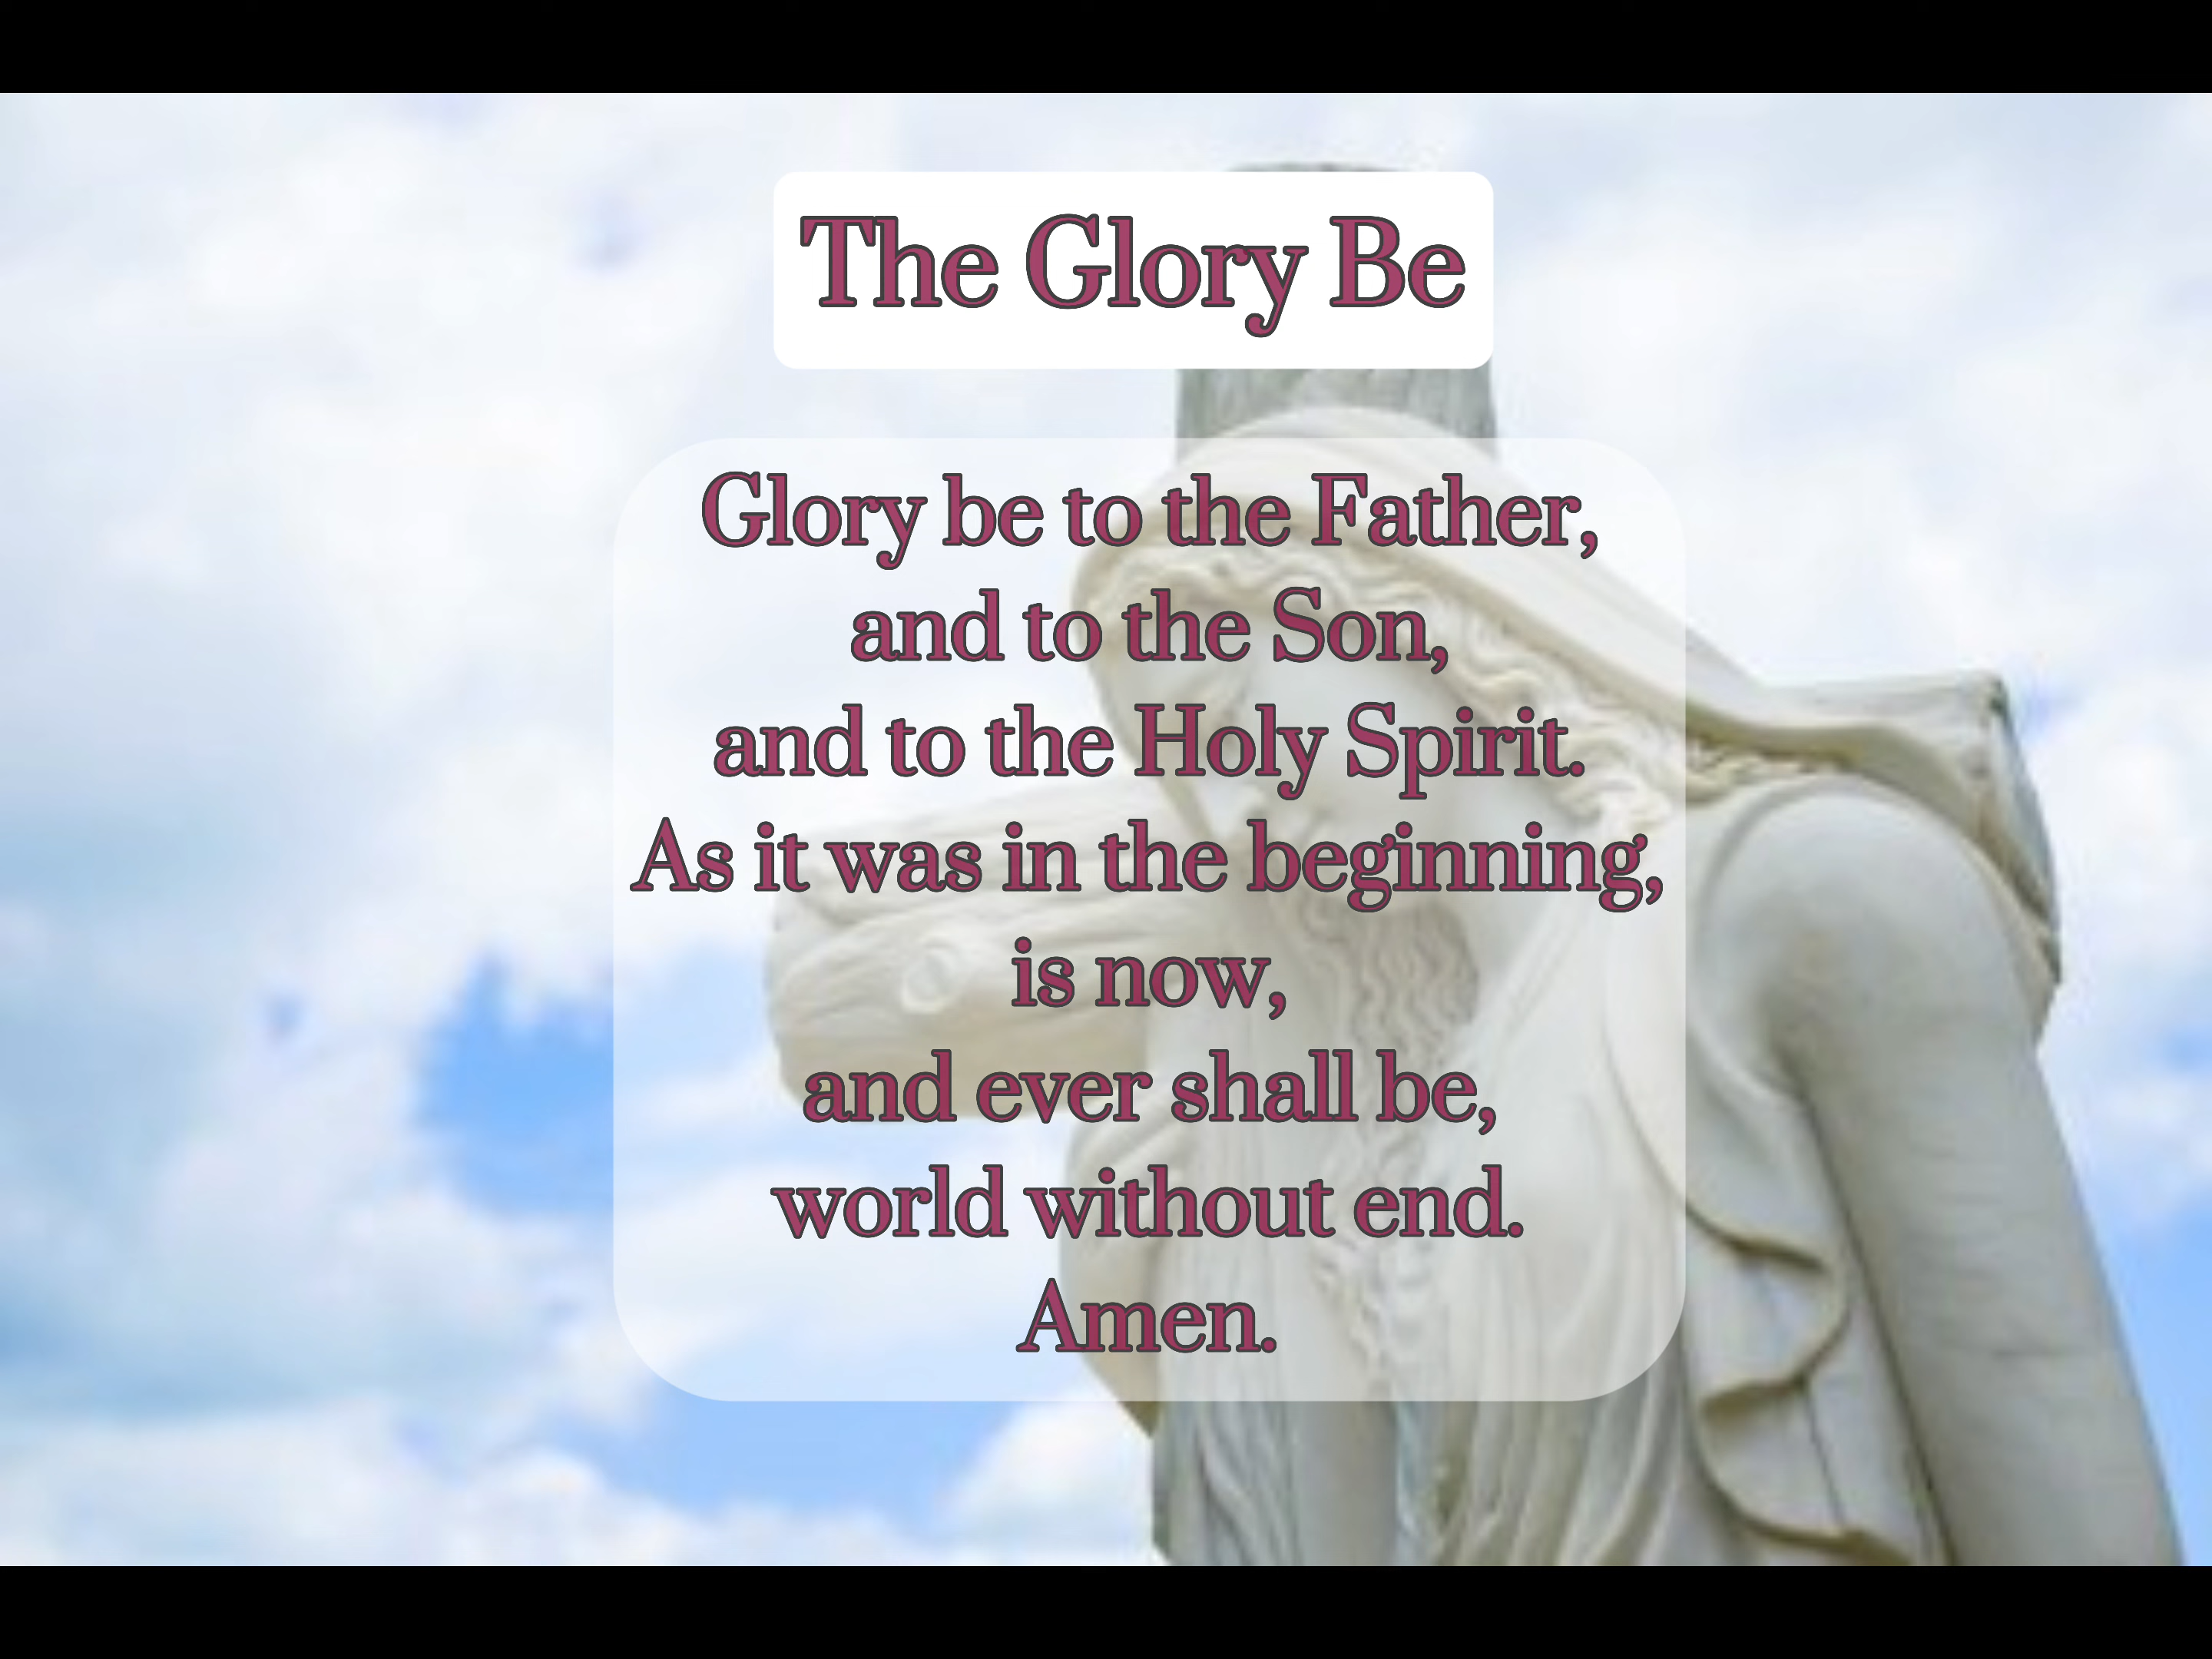 The Glory Be
Glory be to the Father,
and to the Son,
and to the Holy Spirit.
As it was in the beginning,
is now,
and ever shall be,
world without end.
Amen.